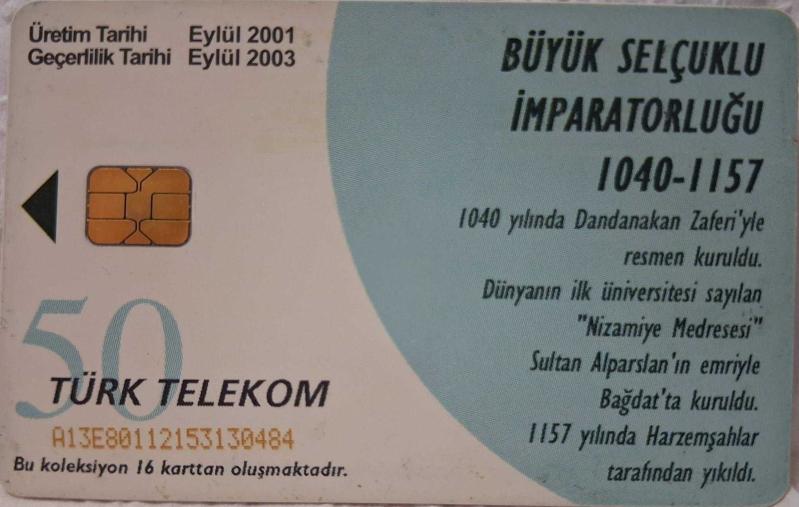 Üretim Tarihi Eylül 2001
Geçerlilik Tarihi Eylül 2003
BÜYÜK SELÇUKLU
İMPARATORLUĞU
1040-1157
1040 yılında Dandanakan Zaferi'yle
resmen kuruldu.
Dünyanın ilk üniversitesi sayılan
"Nizamiye Medresesi"
Sultan Alparslan'ın emriyle
Bağdat'ta kuruldu.
1157 yılında Harzemşahlar
tarafından yıkıldı.
50
TÜRK TELEKOM
A13E80112153130484
Bu koleksiyon 16 karttan oluşmaktadır.